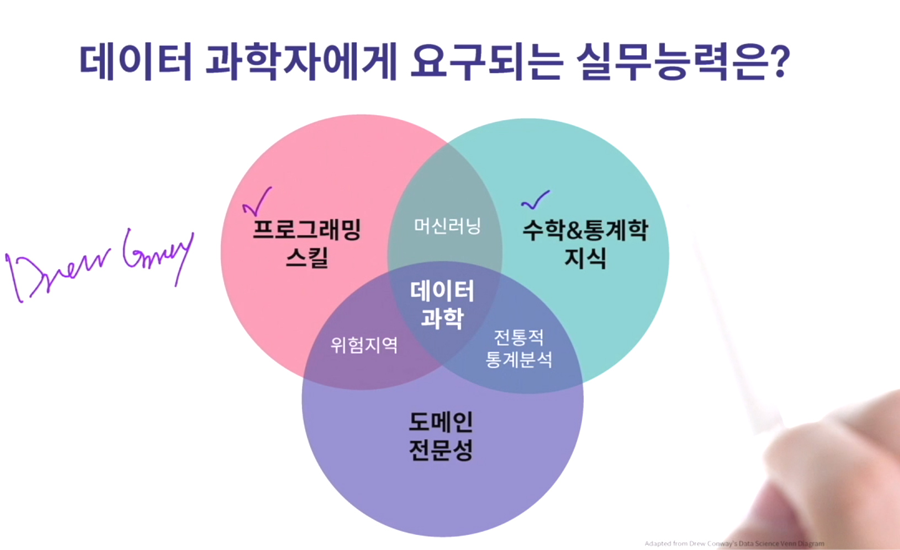 데이터 과학자에게 요구되는 실무능력은?
프로그래밍
스킬
머신러닝
수학&통계학
지식
Drew Conway
데이터
과학
위험지역
전통적
통계분석
도메인
전문성
Adapted from Drew Conway's Data Science Venn Diagram